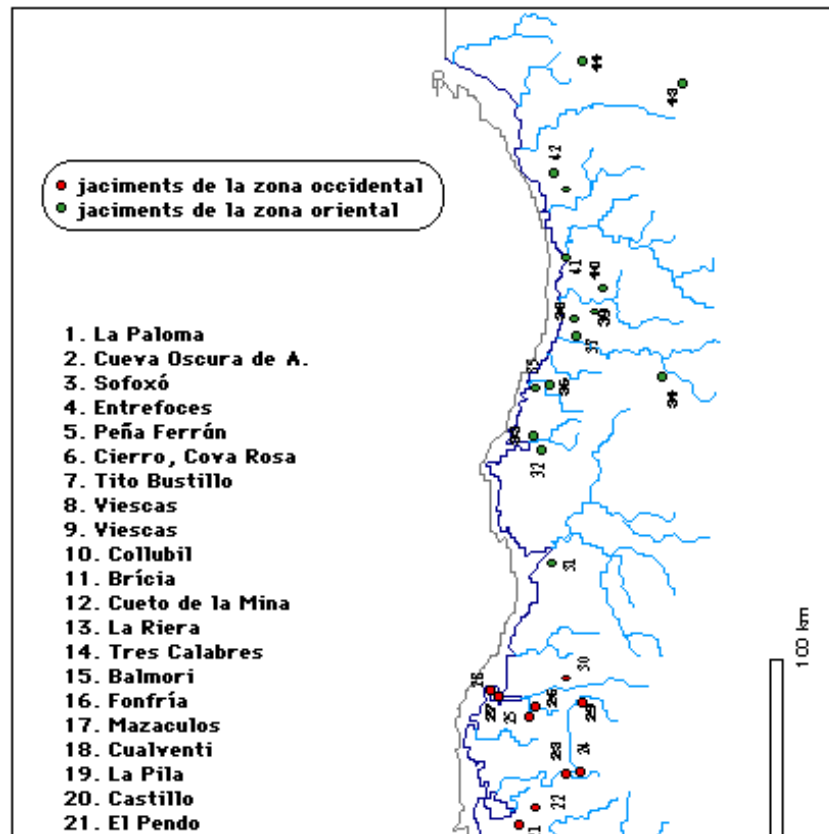 jaciments de la zona occidental
jaciments de la zona oriental
1. La Paloma
2. Cueva Oscura de A.
3. Sofoxó
4. Entrefoces
5. Peña Ferrán
6. Cierro, Cova Rosa
7. Tito Bustillo
8. Viescas
9. Viescas
10. Collubil
11. Brícia
12. Cueto de la Mina
13. La Riera
14. Tres Calabres
15. Balmori
16. Fonfría
17. Mazaculos
18. Cualventi
19. La Pila
20. Castillo
21. El Pendo
44
43
42
41
40
39
37
36
34
32
31
30
27
25
26
24
22
100 km